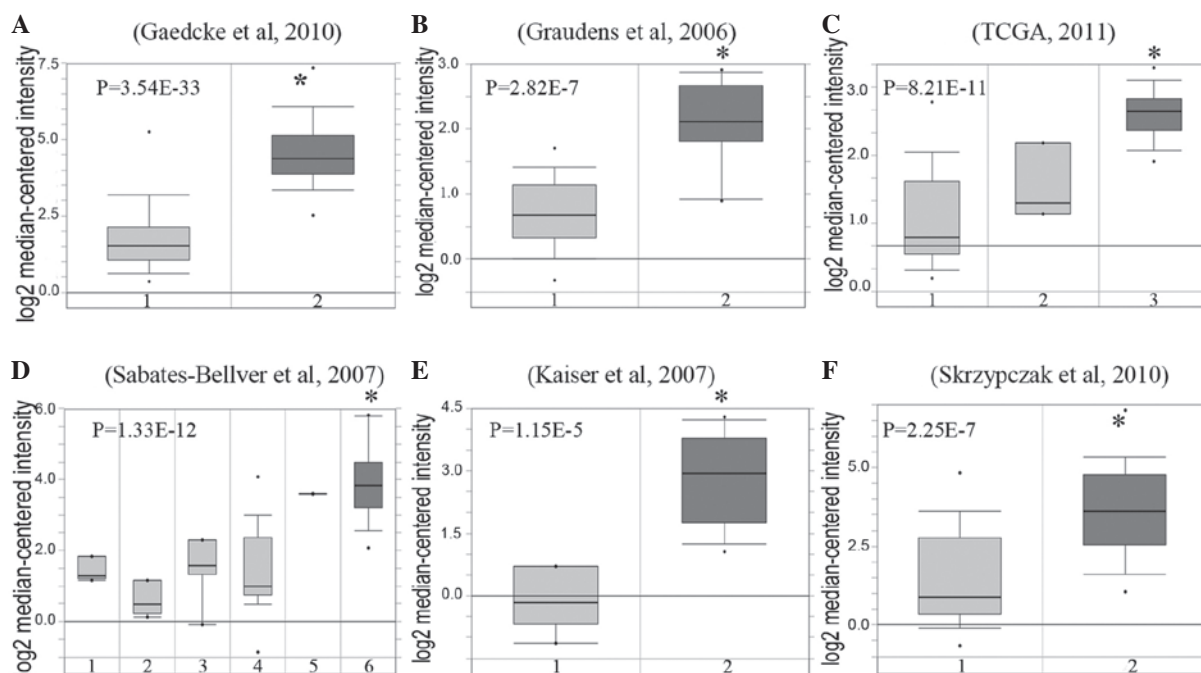 A
(Gaedcke et al, 2010)
log2 median-centered intensity
7.5
5.0
2.5
0.0
P=3.54E-33
*
1 2
B
(Graudens et al, 2006)
log2 median-centered intensity
3.0
2.0
1.0
0.0
P=2.82E-7
*
1 2
C
(TCGA, 2011)
log2 median-centered intensity
3.0
2.0
1.0
0.0
P=8.21E-11
*
1 2 3
D
(Sabates-Bellver et al, 2007)
og2 median-centered intensity
6.0
4.0
2.0
0.0
P=1.33E-12
*
1 2 3 4 5 6
E
(Kaiser et al, 2007)
log2 median-centered intensity
4.5
3.0
1.5
0.0
P=1.15E-5
*
1 2
F
(Skrzypczak et al, 2010)
log2 median-centered intensity
5.0
2.5
0.0
P=2.25E-7
*
1 2